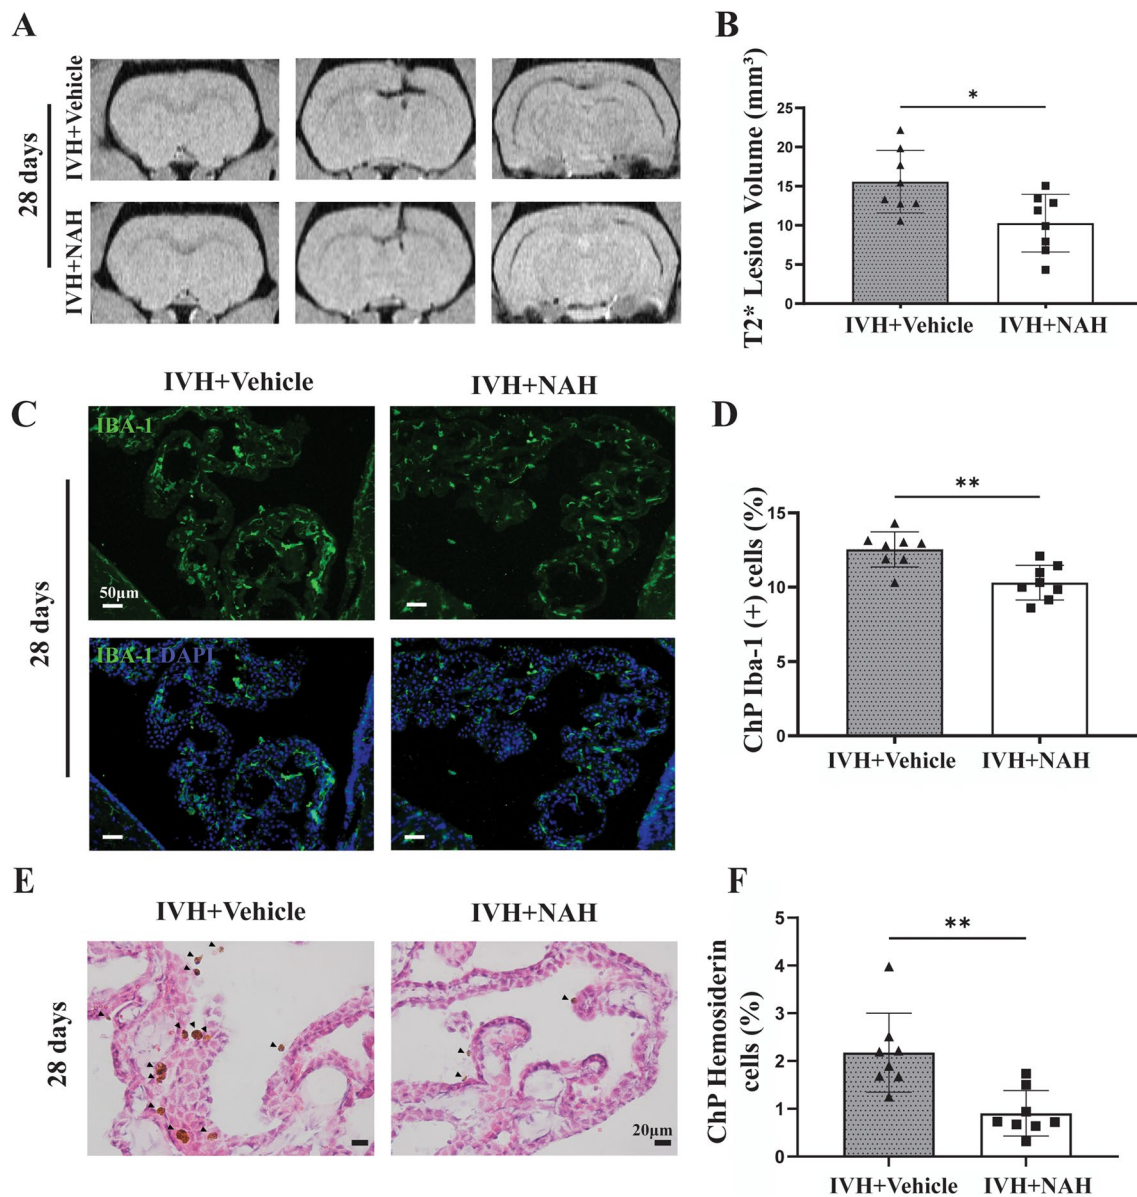 A
28 days
IVH+Vehicle
IVH+NAH
B
T2* Lesion Volume (mm³)
25
20
15
10
5
0
*
IVH+Vehicle IVH+NAH
C
28 days
IVH+Vehicle IVH+NAH
IBA-1
50μm
IBA-1 DAPI
D
ChP Iba-1 (+) cells (%)
15
10
5
0
**
IVH+Vehicle IVH+NAH
E
28 days
IVH+Vehicle IVH+NAH
20μm
F
ChP Hemosiderin
cells (%)
5
4
3
2
1
0
**
IVH+Vehicle IVH+NAH